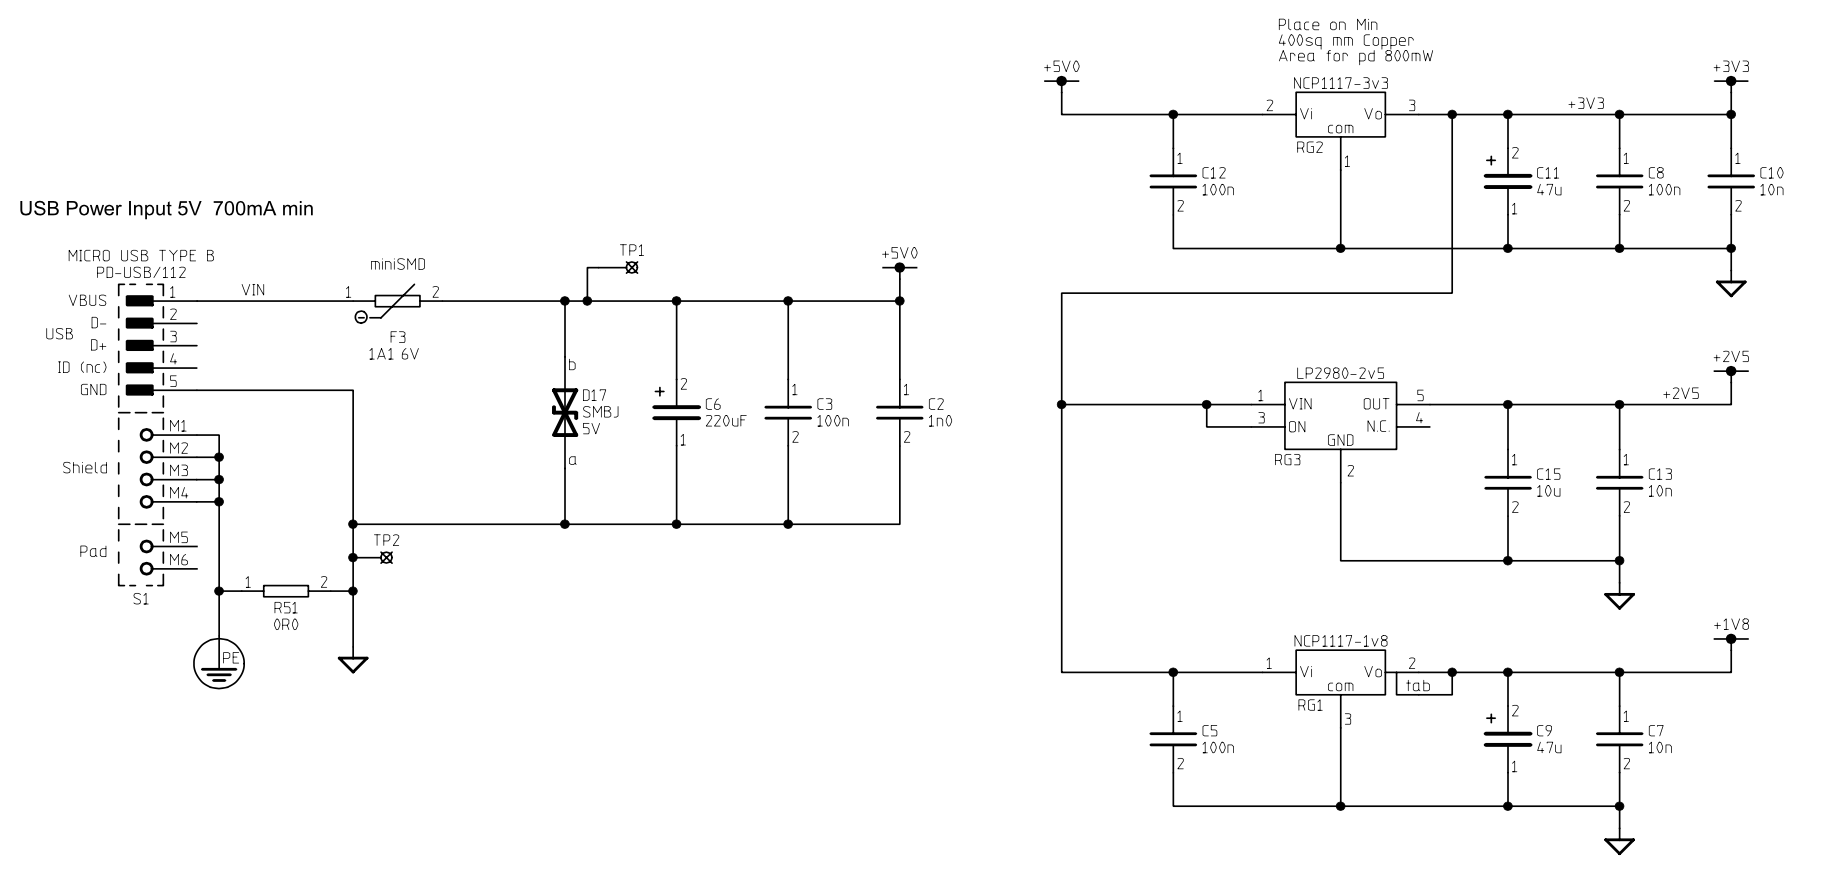 USB Power Input 5V  700mA min
MICRO USB TYPE B
PD-USB/112
VBUS
1
VIN
D-
2
USB
D+
3
ID (nc)
4
GND
5
M1
M2
Shield
M3
M4
Pad
M5
M6
S1
miniSMD
1
2
F3
1A1 6V
TP1
+5V0
b
D17
SMBJ
5V
a
2
+
C6
220uF
1
1
C3
100n
2
1
C2
1n0
2
TP2
1
2
R51
0R0
PE
Place on Min
400sq mm Copper
Area for pd 800mW
+5V0
NCP1117-3v3
2
Vi
Vo
3
com
RG2
1
+3V3
+3V3
1
C12
100n
2
2
+
C11
47u
1
1
C8
100n
2
1
C10
10n
2
LP2980-2v5
1
VIN
OUT
5
3
ON
N.C.
4
GND
RG3
2
+2V5
+2V5
1
C15
10u
2
1
C13
10n
2
NCP1117-1v8
1
Vi
Vo
2
com
tab
RG1
3
+1V8
1
C5
100n
2
2
+
C9
47u
1
1
C7
10n
2